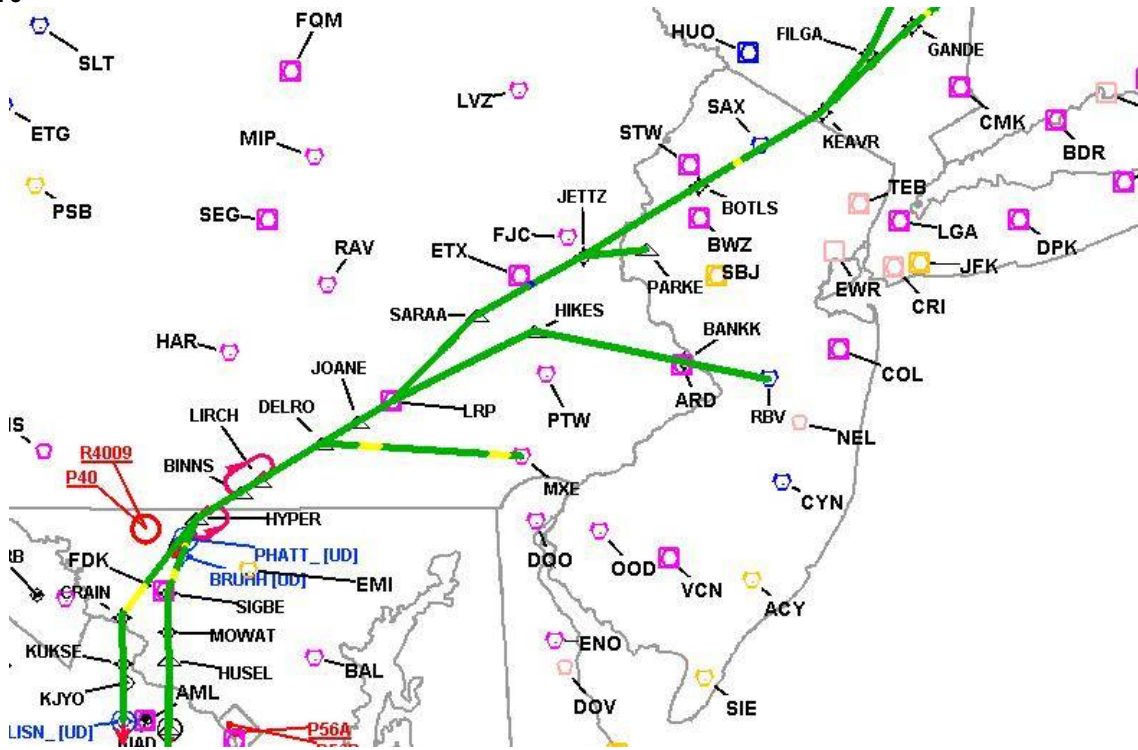 FQM
HUO
FILGA
GANDE
SLT
LVZ
SAX
CMK
ETG
MIP
STW
KEAVR
BDR
PSB
SEG
JETTZ
TEB
BOTLS
LGA
DPK
RAV
FJC
ETX
BWZ
SBJ
JFK
PARKE
EWR
CRI
SARAA
HIKES
HAR
BANKK
JOANE
COL
DELRO
LRP
PTW
ARD
RBV
LIRCH
NEL
R4009
BINNS
P40
MXE
CYN
HYPER
PHATT_[UD]
FDK
BRUHH[UD]
DOO
OOD
VCN
EMI
CRAIN
SIGBE
ACY
MOWAT
KUKSE
ENO
HUSEL
BAL
KJYO
AML
DOV
SIE
LISN_[UD]
P56A